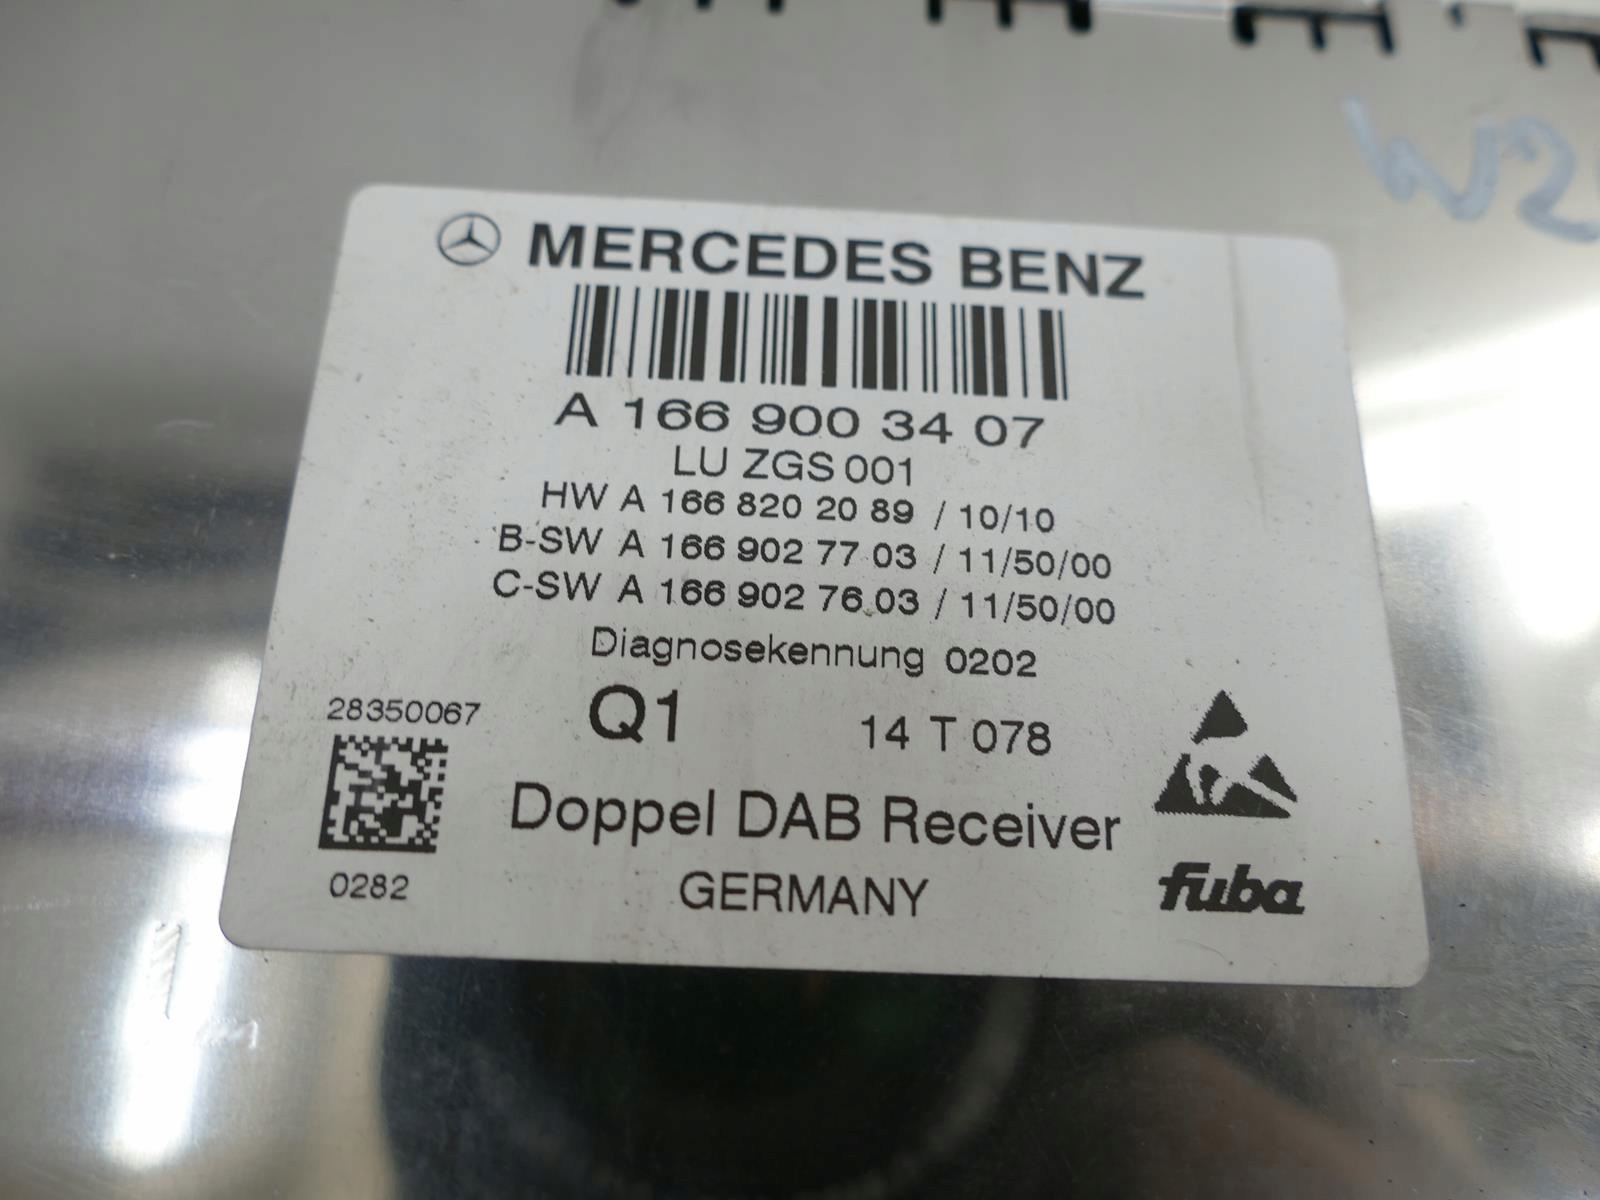 W2
MERCEDES BENZ
A 166 900 34 07
LU ZGS 001
HW A 166 820 20 89 / 10/10
B-SW A 166 902 77 03 / 11/50/00
C-SW A 166 902 76 03 / 11/50/00
Diagnosekennung 0202
28350067 Q1 14 T 078
Doppel DAB Receiver
0282 GERMANY fuba